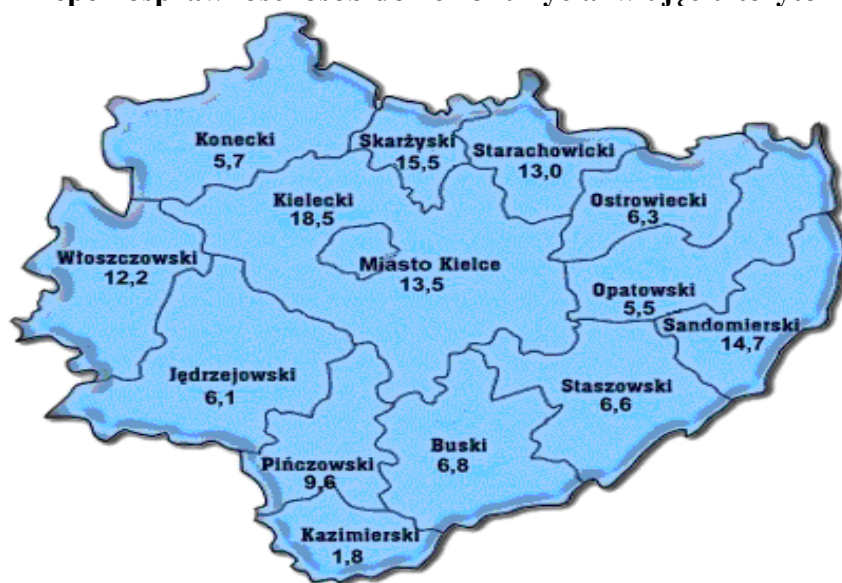 Konecki
5,7
Skarżyski
15,5
Starachowicki
13,0
Kielecki
18,5
Ostrowiecki
6,3
Włoszczowski
12,2
Miasto Kielce
13,5
Opatowski
5,5
Sandomierski
14,7
Jędrzejowski
6,1
Staszowski
6,6
Buski
6,8
Pińczowski
9,6
Kazimierski
1,8